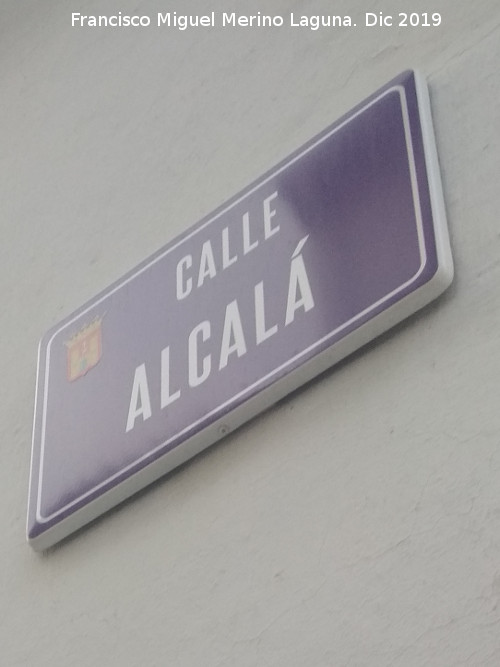 Francisco Miguel Merino Laguna. Dic 2019
CALLE
ALCALÁ